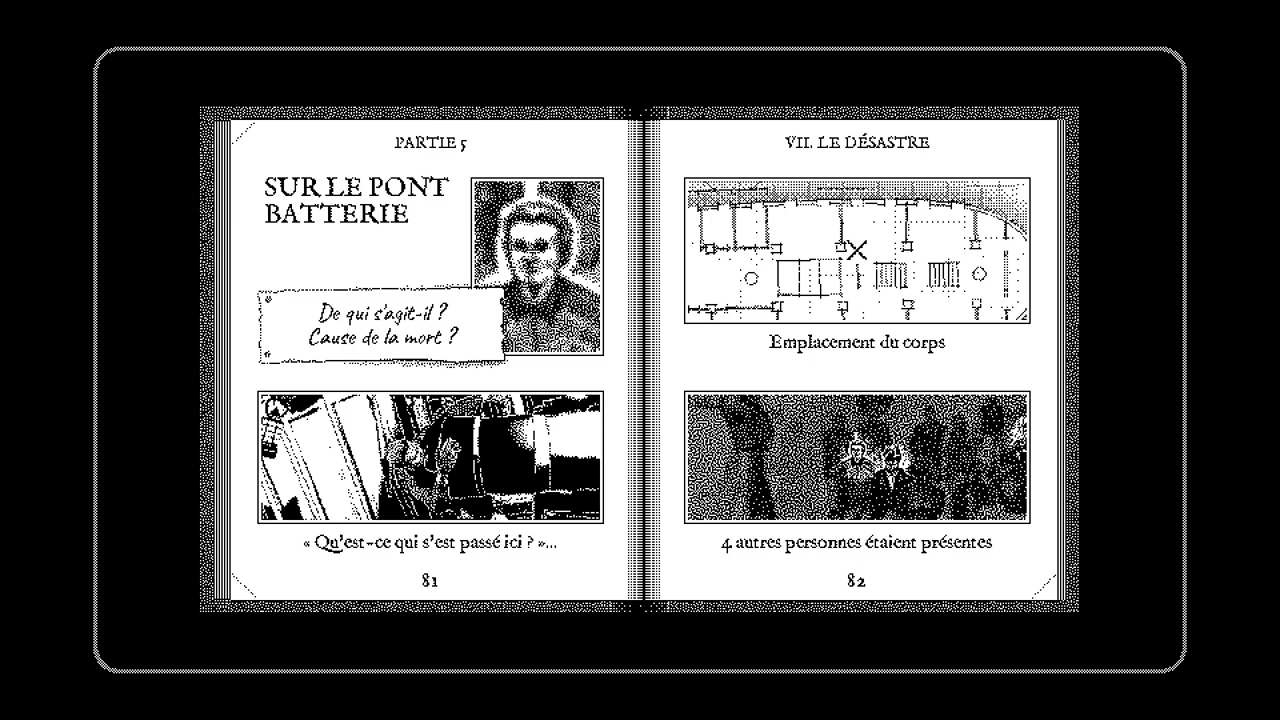 PARTIE 5
SUR LE PONT
BATTERIE
De qui s'agit-il ?
Cause de la mort ?
« Qu'est-ce qui s'est passé ici ? »...
81
VII. LE DÉSASTRE
Emplacement du corps
4 autres personnes étaient présentes
82